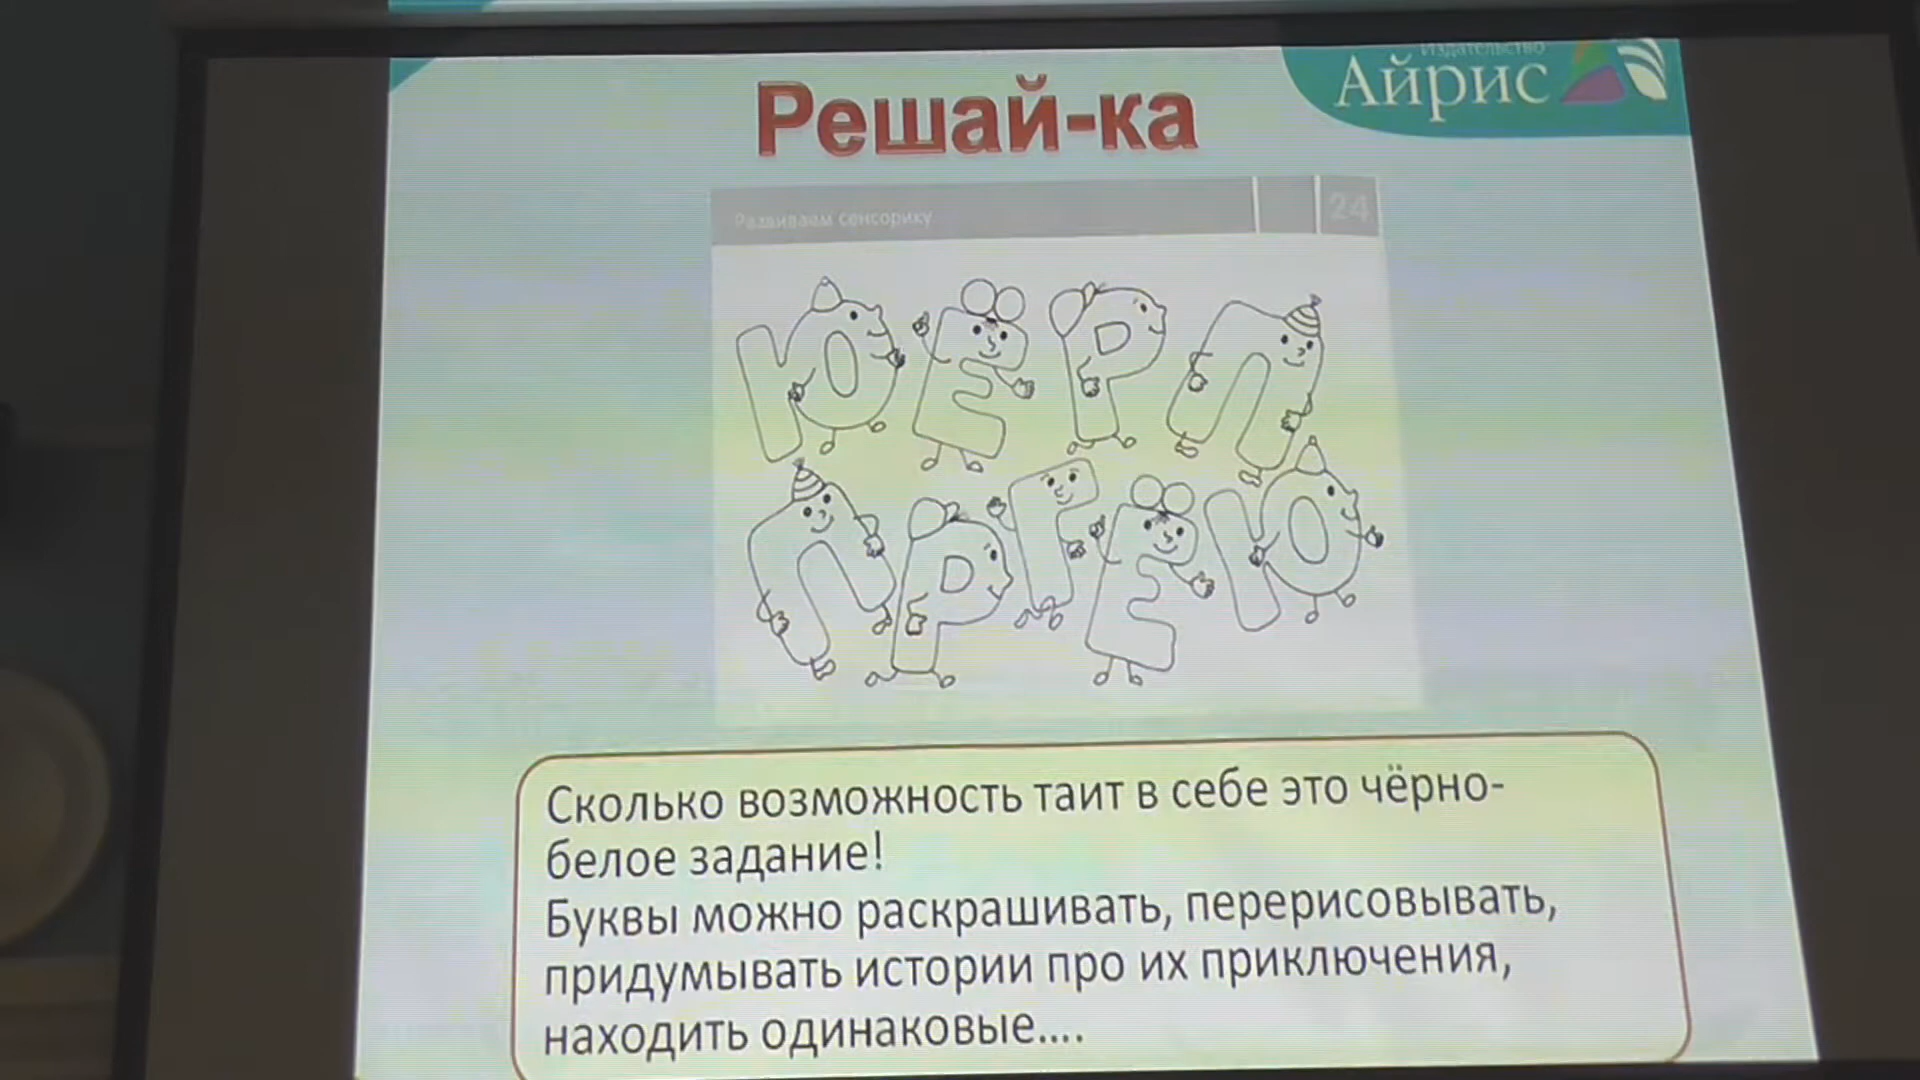 Издательство
Айрис
Решай-ка
Развиваем сенсорику
24
Ю Е Р П
П Р Г Е Ю
Сколько возможность таит в себе это чёрно-
белое задание!
Буквы можно раскрашивать, перерисовывать,
придумывать истории про их приключения,
находить одинаковые....